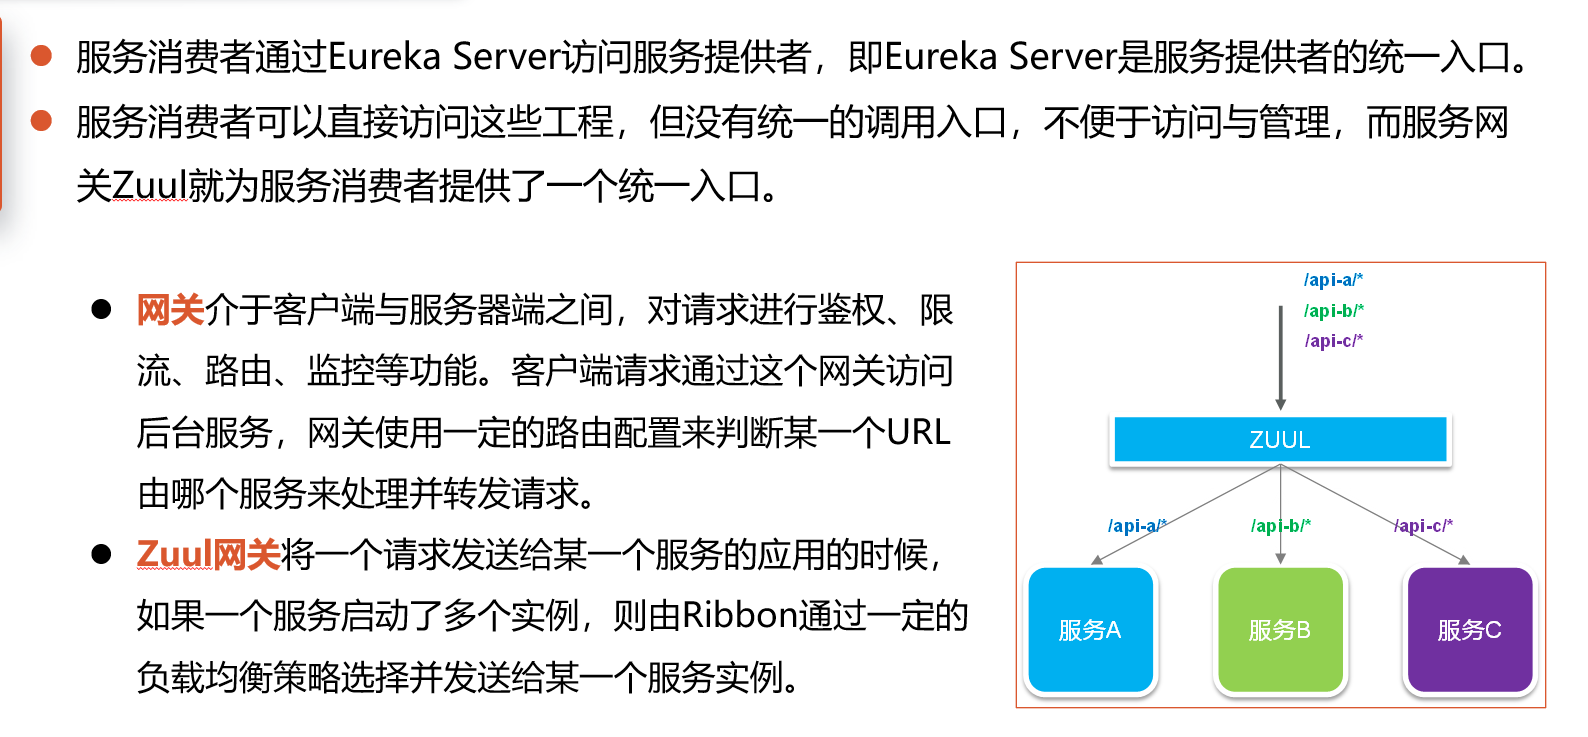 服务消费者通过Eureka Server访问服务提供者，即Eureka Server是服务提供者的统一入口。
服务消费者可以直接访问这些工程，但没有统一的调用入口，不便于访问与管理，而服务网
关Zuul就为服务消费者提供了一个统一入口。
网关介于客户端与服务器端之间，对请求进行鉴权、限
流、路由、监控等功能。客户端请求通过这个网关访问
后台服务，网关使用一定的路由配置来判断某一个URL
由哪个服务来处理并转发请求。
Zuul网关将一个请求发送给某一个服务的应用的时候，
如果一个服务启动了多个实例，则由Ribbon通过一定的
负载均衡策略选择并发送给某一个服务实例。
/api-a/*
/api-b/*
/api-c/*
ZUUL
/api-a/*
/api-b/*
/api-c/*
服务A
服务B
服务C